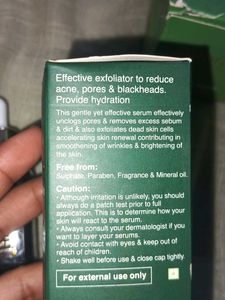 Effective exfoliator to reduce
acne, pores & blackheads.
Provide hydration
This gentle yet effective serum effectively
unclogs pores & removes excess sebum
& dirt & also exfoliates dead skin cells
accelerating skin renewal contributing in
smoothening of wrinkles & brightening of
the skin.
Free from:
Sulphate, Paraben, Fragrance & Mineral oil.
Caution:
• Although irritation is unlikely, you should
always do a patch test prior to full
application. This is to determine how your
skin will react to the serum.
• Always consult your dermatologist if you
want to layer your serums.
• Avoid contact with eyes & keep out of
reach of children.
• Shake well before use & close cap tightly.
For external use only